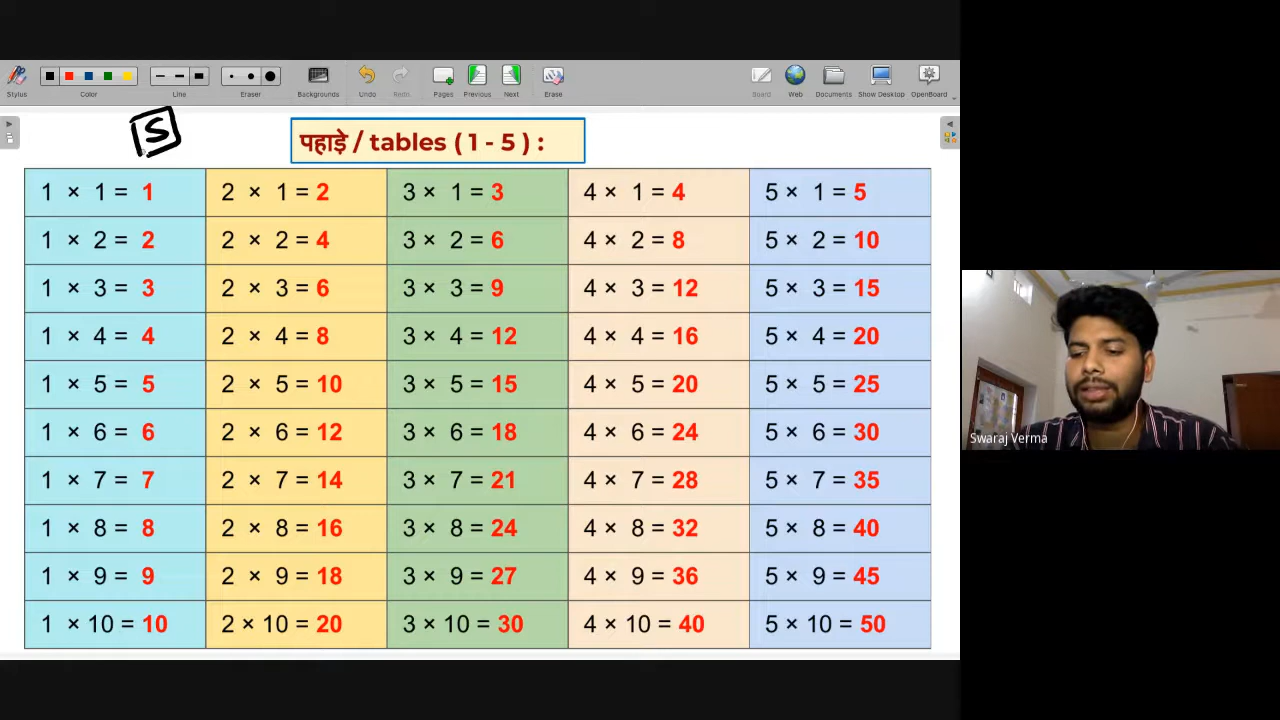 Stylus Color Line Eraser Backgrounds Undo Redo Pages Previous Next Erase Board Web Documents Show Desktop OpenBoard
S
पहाड़े / tables ( 1 - 5 ) :
1 × 1 = 1 2 × 1 = 2 3 × 1 = 3 4 × 1 = 4 5 × 1 = 5
1 × 2 = 2 2 × 2 = 4 3 × 2 = 6 4 × 2 = 8 5 × 2 = 10
1 × 3 = 3 2 × 3 = 6 3 × 3 = 9 4 × 3 = 12 5 × 3 = 15
1 × 4 = 4 2 × 4 = 8 3 × 4 = 12 4 × 4 = 16 5 × 4 = 20
1 × 5 = 5 2 × 5 = 10 3 × 5 = 15 4 × 5 = 20 5 × 5 = 25
1 × 6 = 6 2 × 6 = 12 3 × 6 = 18 4 × 6 = 24 5 × 6 = 30
1 × 7 = 7 2 × 7 = 14 3 × 7 = 21 4 × 7 = 28 5 × 7 = 35
1 × 8 = 8 2 × 8 = 16 3 × 8 = 24 4 × 8 = 32 5 × 8 = 40
1 × 9 = 9 2 × 9 = 18 3 × 9 = 27 4 × 9 = 36 5 × 9 = 45
1 × 10 = 10 2 × 10 = 20 3 × 10 = 30 4 × 10 = 40 5 × 10 = 50
Swaraj Verma